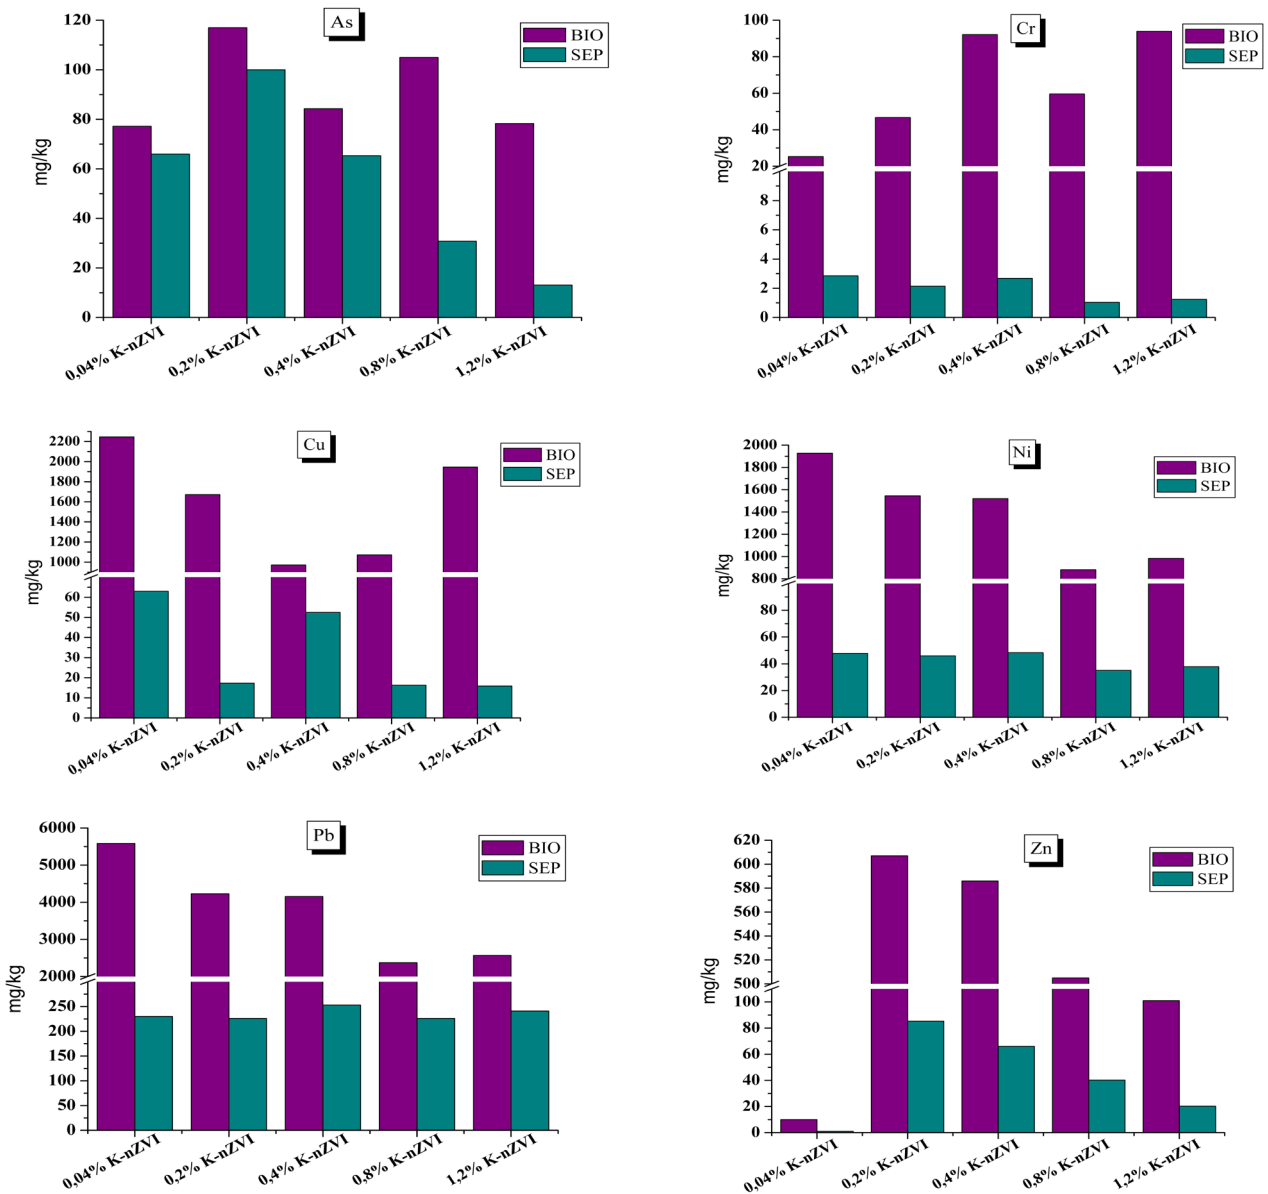 As
BIO
SEP
mg/kg
120
100
80
60
40
20
0
0,04% K-nZVI
0,2% K-nZVI
0,4% K-nZVI
0,8% K-nZVI
1,2% K-nZVI
Cr
BIO
SEP
mg/kg
100
80
60
40
20
8
6
4
2
0
0,04% K-nZVI
0,2% K-nZVI
0,4% K-nZVI
0,8% K-nZVI
1,2% K-nZVI
Cu
BIO
SEP
mg/kg
2200
2000
1800
1600
1400
1200
1000
60
50
40
30
20
10
0
0,04% K-nZVI
0,2% K-nZVI
0,4% K-nZVI
0,8% K-nZVI
1,2% K-nZVI
Ni
BIO
SEP
mg/kg
2000
1800
1600
1400
1200
1000
800
80
60
40
20
0
0,04% K-nZVI
0,2% K-nZVI
0,4% K-nZVI
0,8% K-nZVI
1,2% K-nZVI
Pb
BIO
SEP
mg/kg
6000
5000
4000
3000
2000
250
200
150
100
50
0
0,04% K-nZVI
0,2% K-nZVI
0,4% K-nZVI
0,8% K-nZVI
1,2% K-nZVI
Zn
BIO
SEP
mg/kg
620
600
580
560
540
520
500
100
80
60
40
20
0
0,04% K-nZVI
0,2% K-nZVI
0,4% K-nZVI
0,8% K-nZVI
1,2% K-nZVI